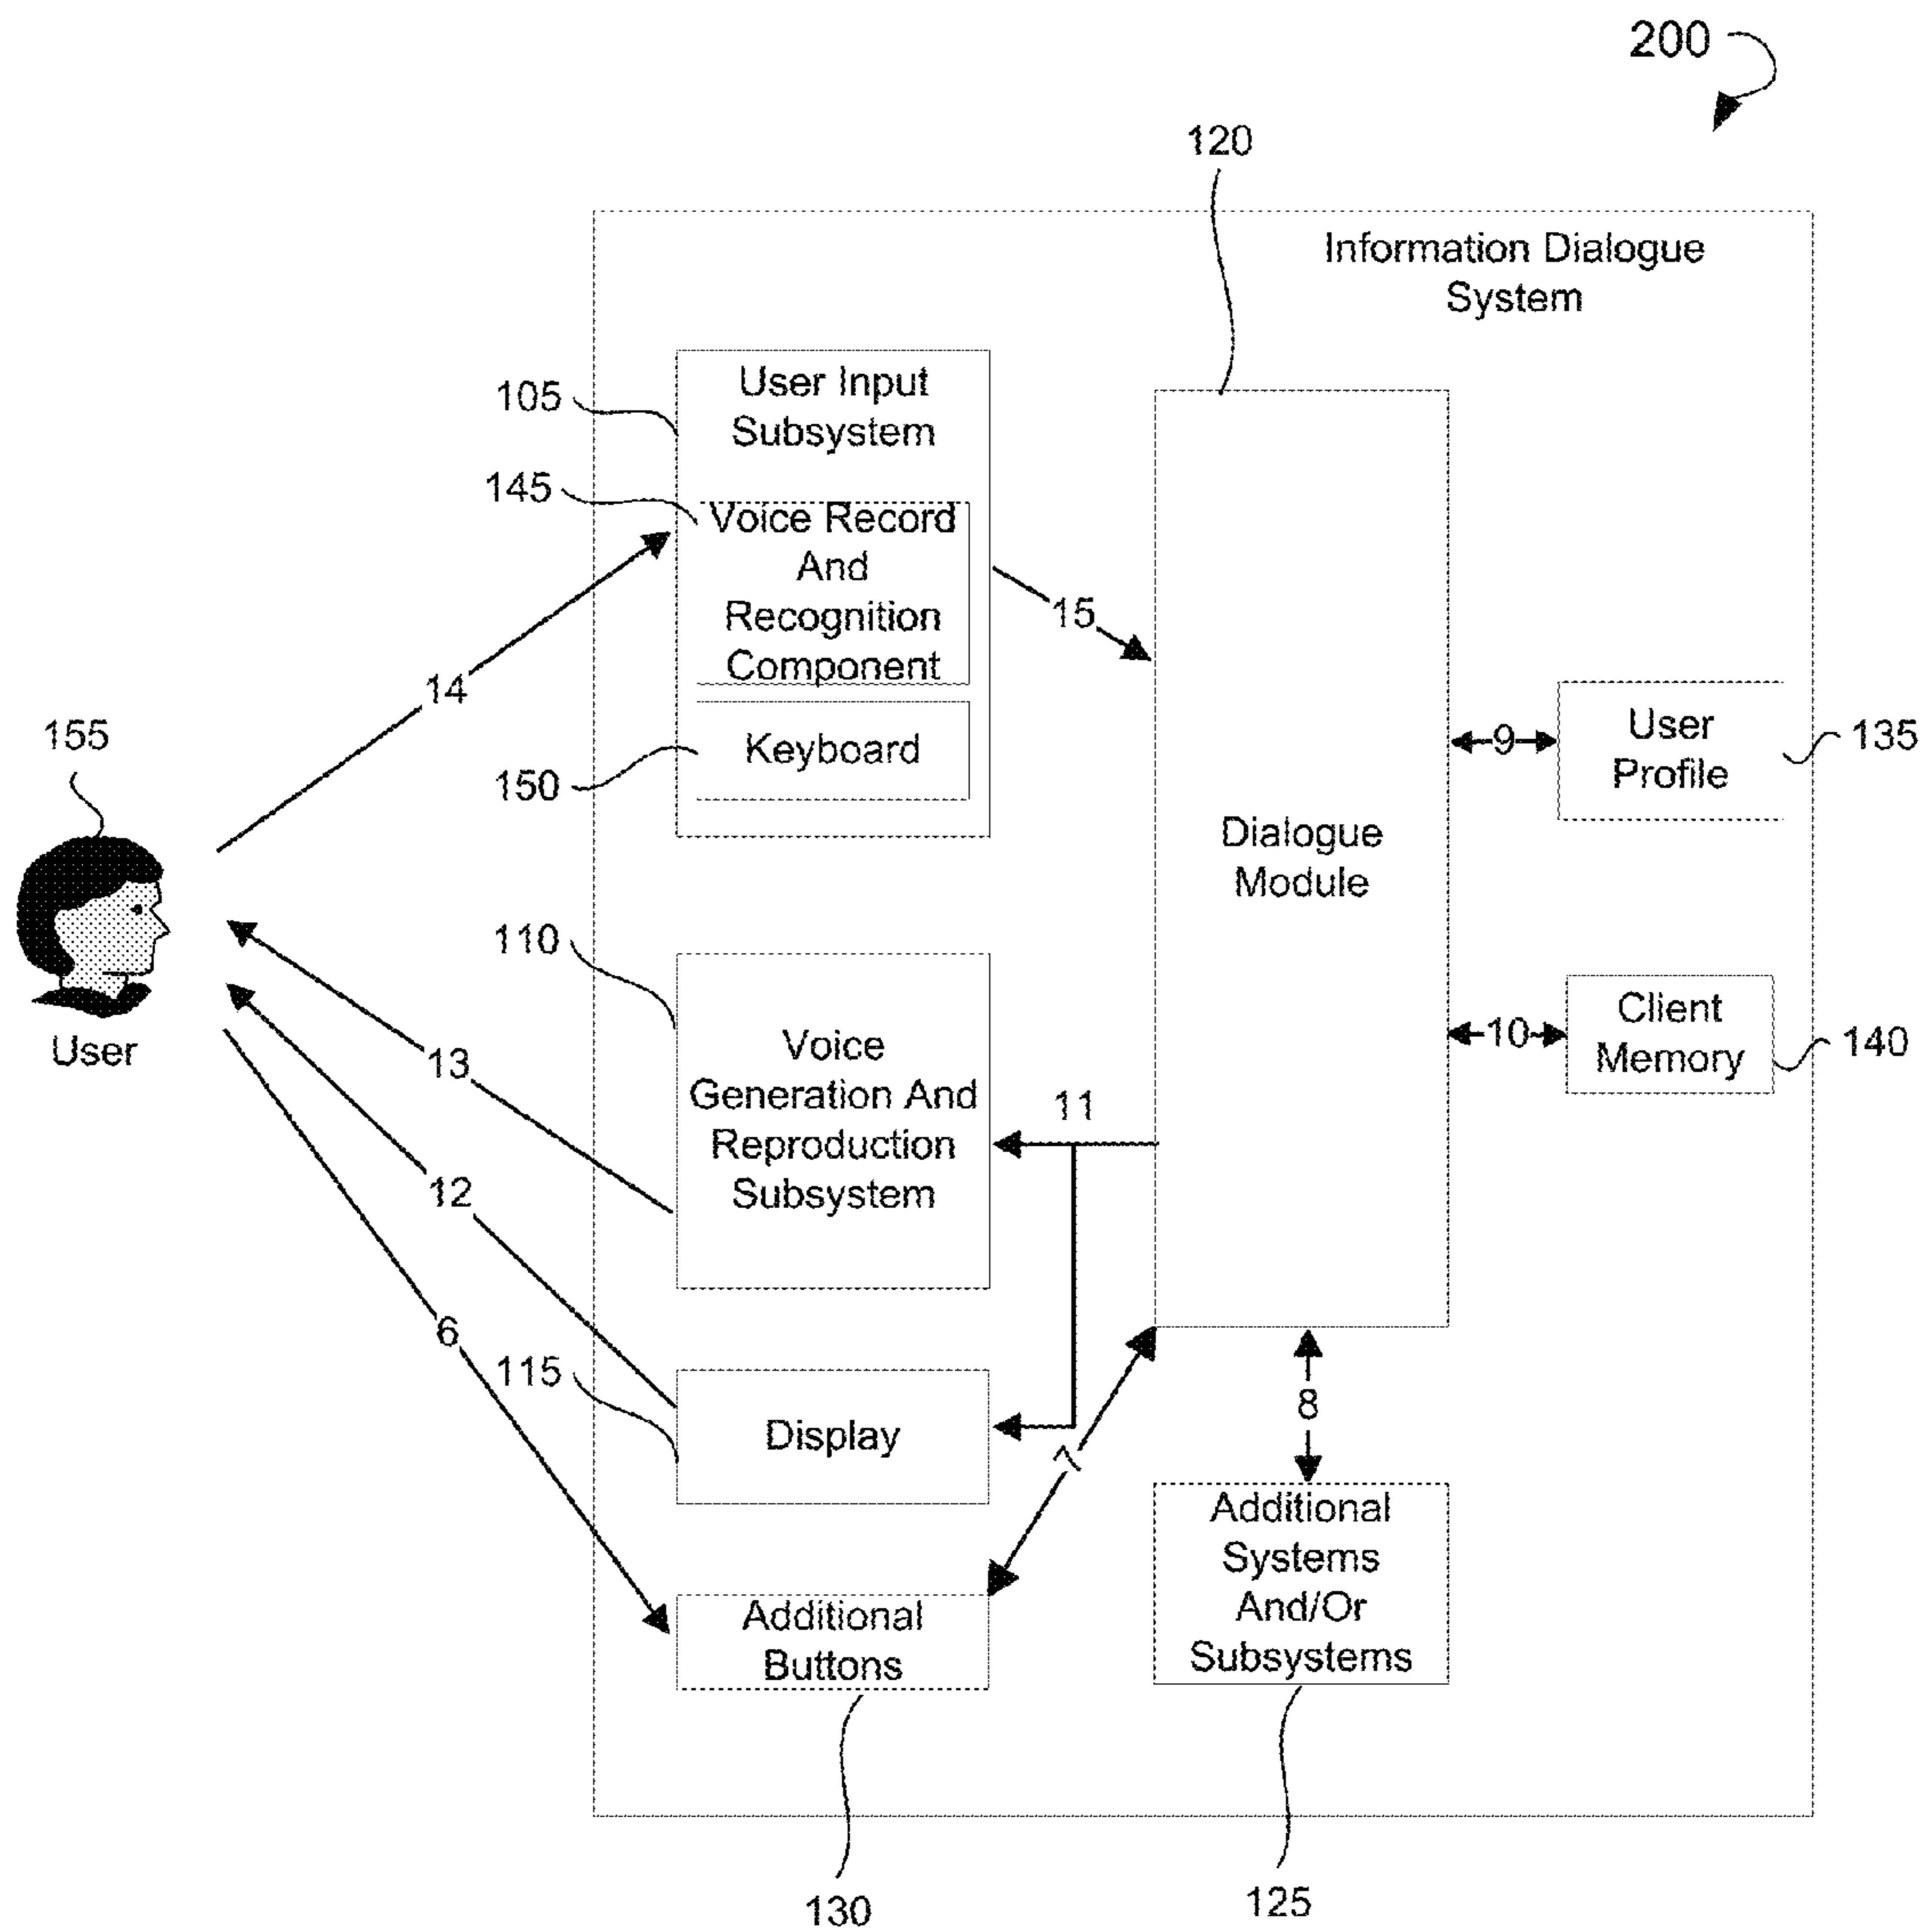 200
120
Information Dialogue
System
User Input
Subsystem
105
145
Voice Record
And
Recognition
Component
15
14
Keyboard
150
155
User
Profile
9
135
Dialogue
Module
110
User
13
Voice
Generation And
Reproduction
Subsystem
11
Client
Memory
10
140
12
6
115
Display
7
8
Additional
Systems
And/Or
Subsystems
Additional
Buttons
130
125